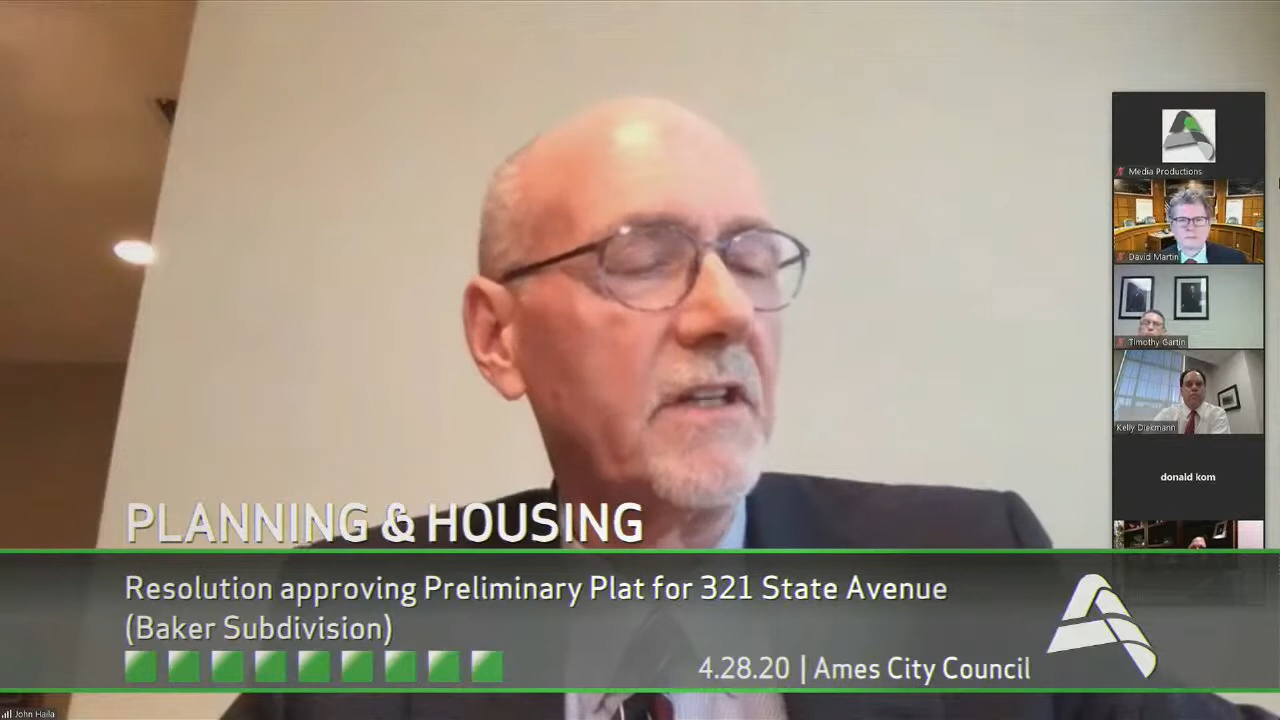 Media Productions
David Martin
Timothy Gartin
Kelly Diekmann
donald kom
PLANNING & HOUSING
Resolution approving Preliminary Plat for 321 State Avenue
(Baker Subdivision)
4.28.20 | Ames City Council
John Haila